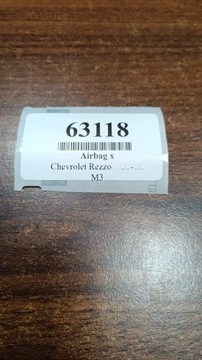 63118
Airbag x
Chevrolet Rezzo .:. - .:.
M3